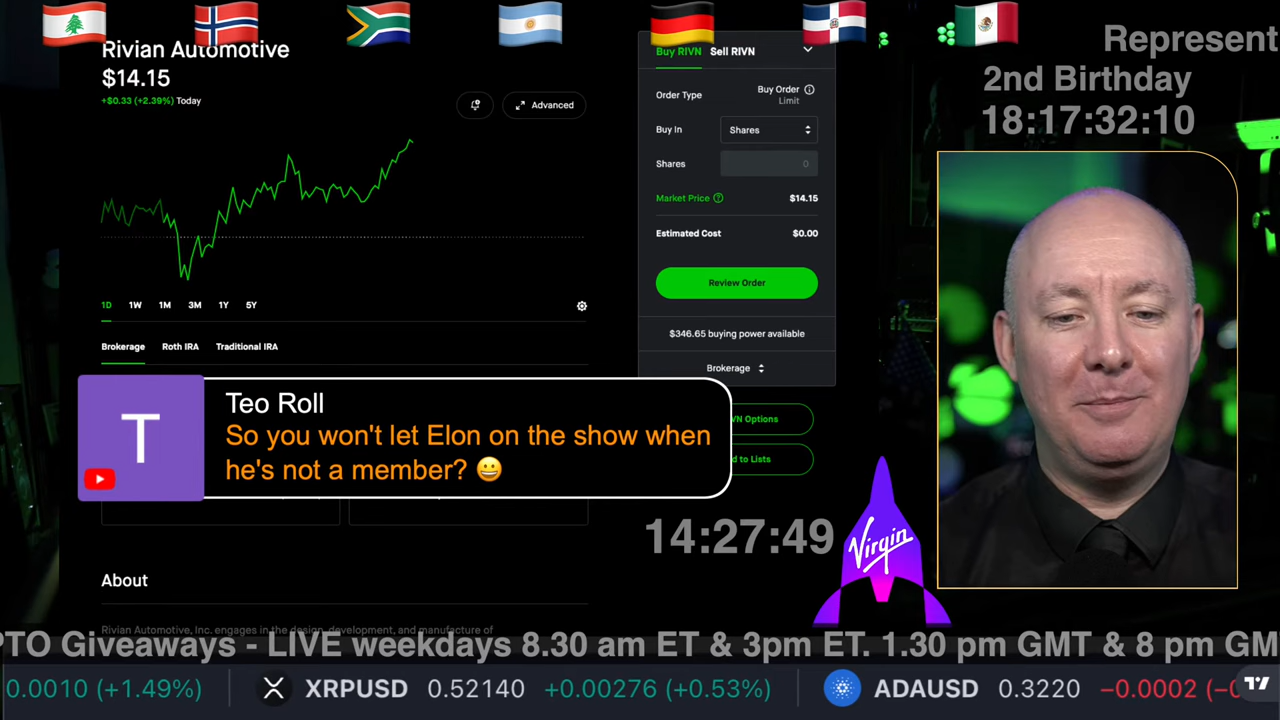 Rivian Automotive
$14.15
+$0.33 (+2.39%) Today
Advanced
1D 1W 1M 3M 1Y 5Y
Brokerage Roth IRA Traditional IRA
Buy RIVN Sell RIVN
Order Type Buy Order
Limit
Buy In Shares
Shares 0
Market Price $14.15
Estimated Cost $0.00
Review Order
$346.65 buying power available
Brokerage
Options
to Lists
Represent
2nd Birthday
18:17:32:10
T
Teo Roll
So you won't let Elon on the show when
he's not a member? 😀
14:27:49
Virgin
About
Rivian Automotive, Inc. engages in the design, development, and manufacture of
Giveaways - LIVE weekdays 8.30 am ET & 3pm ET. 1.30 pm GMT & 8 pm
0.0010 (+1.49%) XRPUSD 0.52140 +0.00276 (+0.53%) ADAUSD 0.3220 −0.0002